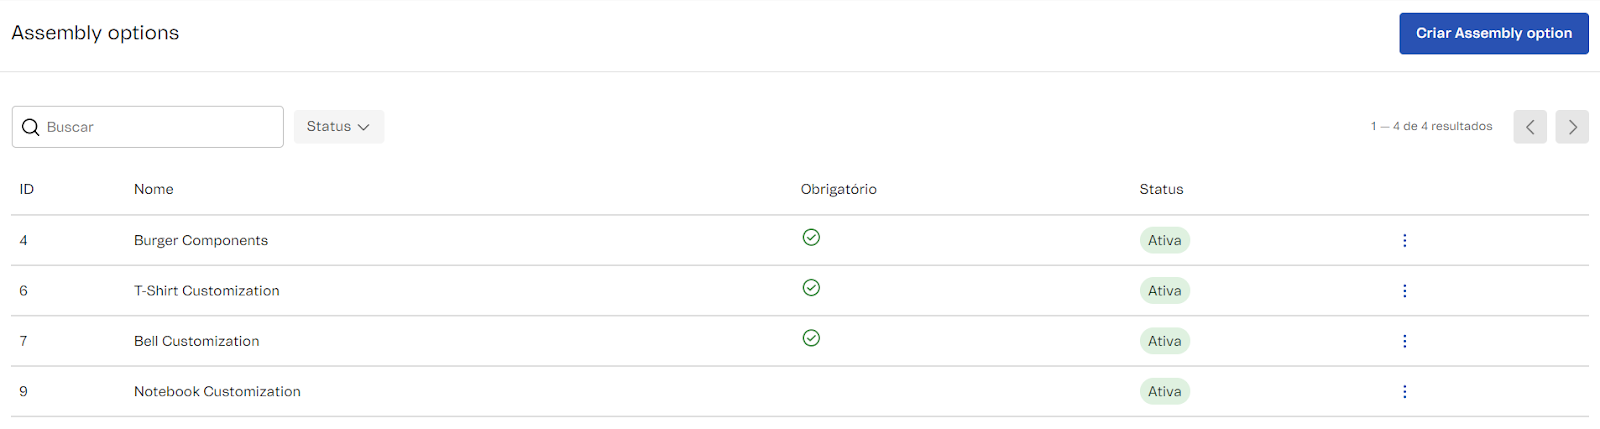 Assembly options
Criar Assembly option
Buscar
Status
1 — 4 de 4 resultados
ID Nome Obrigatório Status
4 Burger Components Ativa
6 T-Shirt Customization Ativa
7 Bell Customization Ativa
9 Notebook Customization Ativa